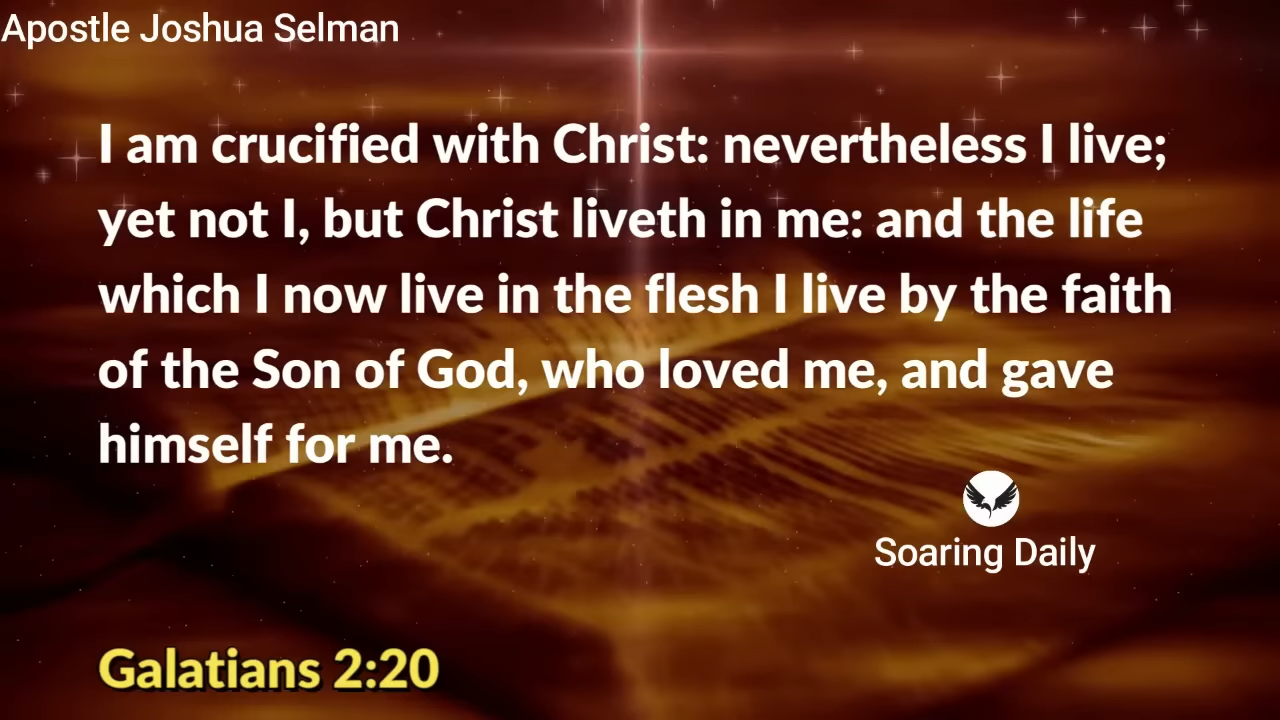 Apostle Joshua Selman
I am crucified with Christ: nevertheless I live;
yet not I, but Christ liveth in me: and the life
which I now live in the flesh I live by the faith
of the Son of God, who loved me, and gave
himself for me.
Soaring Daily
Galatians 2:20